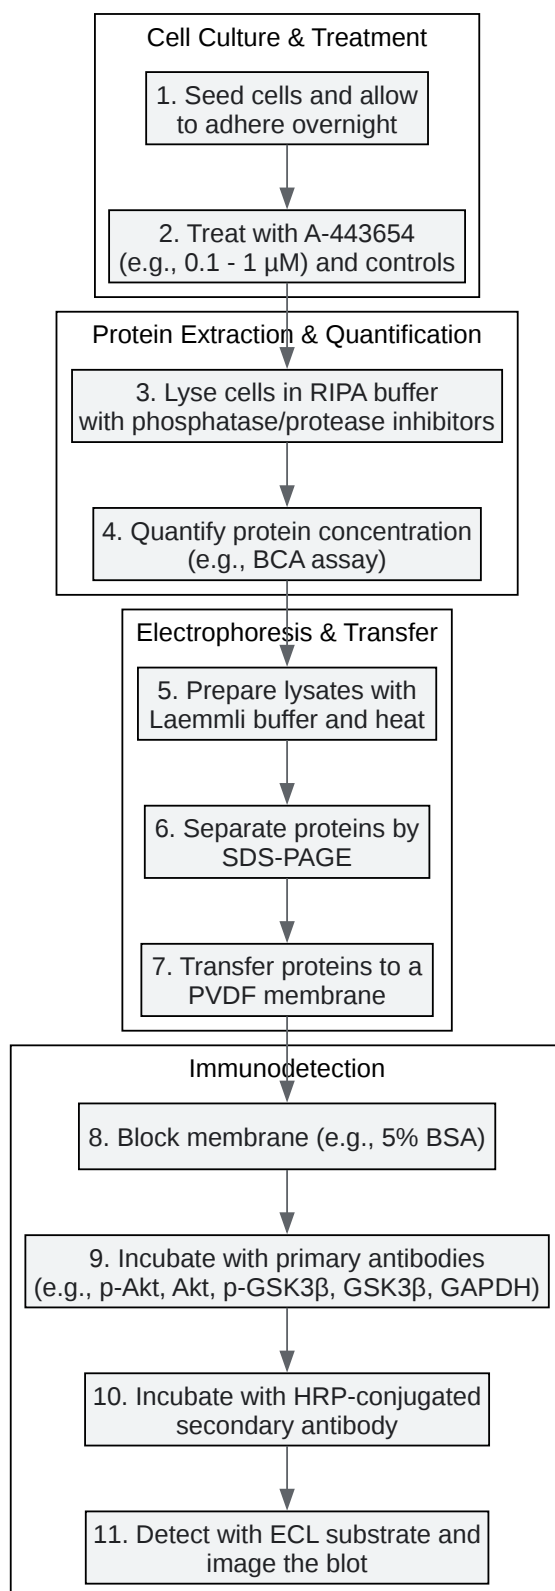 Cell Culture & Treatment
1. Seed cells and allow
to adhere overnight
2. Treat with A-443654
(e.g., 0.1 - 1 µM) and controls
Protein Extraction & Quantification
3. Lyse cells in RIPA buffer
with phosphatase/protease inhibitors
4. Quantify protein concentration
(e.g., BCA assay)
Electrophoresis & Transfer
5. Prepare lysates with
Laemmli buffer and heat
6. Separate proteins by
SDS-PAGE
7. Transfer proteins to a
PVDF membrane
Immunodetection
8. Block membrane (e.g., 5% BSA)
9. Incubate with primary antibodies
(e.g., p-Akt, Akt, p-GSK3β, GSK3β, GAPDH)
10. Incubate with HRP-conjugated
secondary antibody
11. Detect with ECL substrate and
image the blot